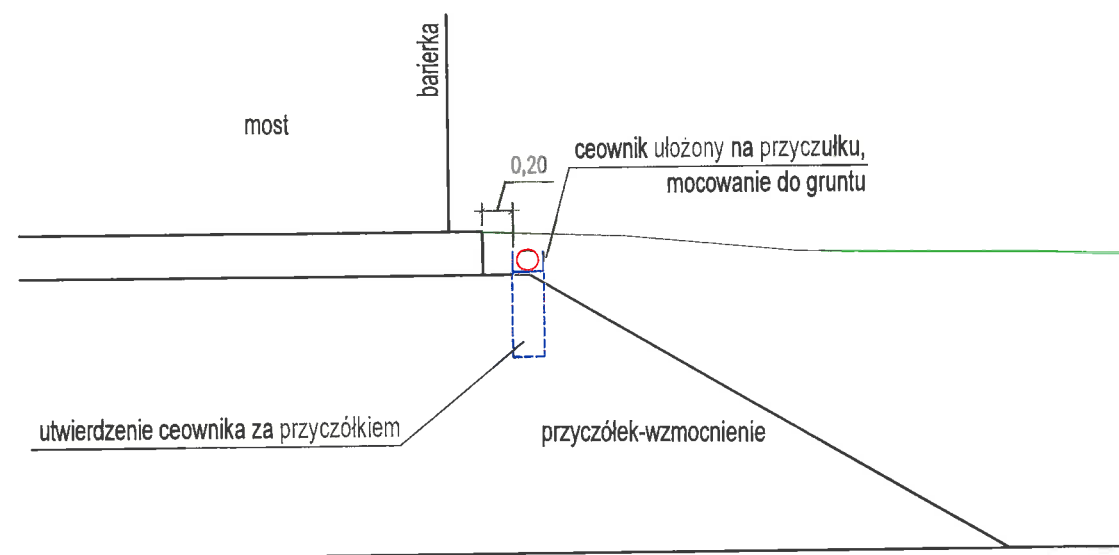 barierka
most
0,20
ceownik ułożony na przyczułku,
mocowanie do gruntu
utwierdzenie ceownika za przyczółkiem
przyczółek-wzmocnienie